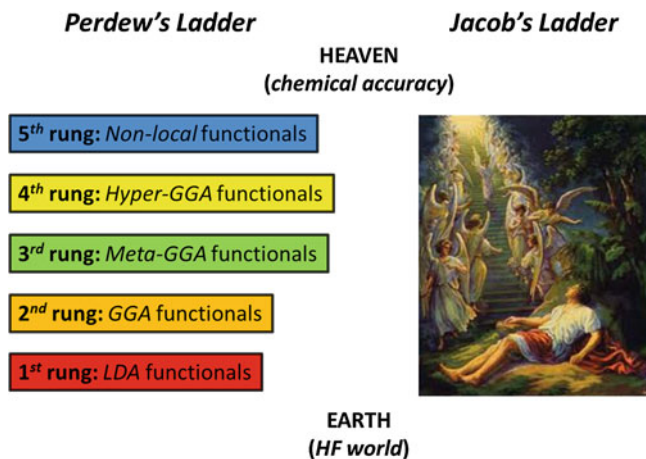 Perdew's Ladder
Jacob's Ladder
HEAVEN
(chemical accuracy)
5th rung: Non-local functionals
4th rung: Hyper-GGA functionals
3rd rung: Meta-GGA functionals
2nd rung: GGA functionals
1st rung: LDA functionals
EARTH
(HF world)